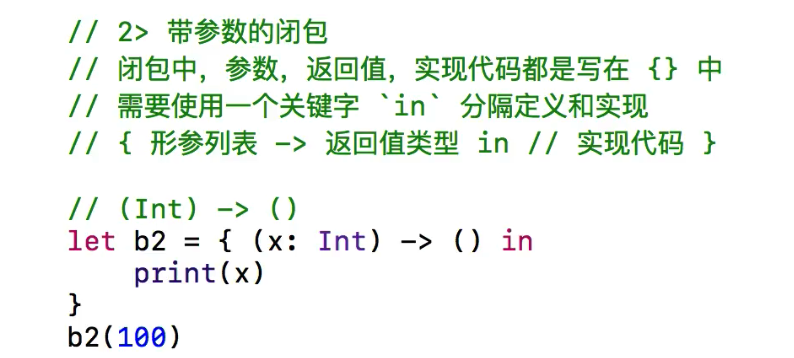 // 2> 带参数的闭包
// 闭包中，参数，返回值，实现代码都是写在 {} 中
// 需要使用一个关键字 `in` 分隔定义和实现
// { 形参列表 -> 返回值类型 in // 实现代码 }
// (Int) -> ()
let b2 = { (x: Int) -> () in
    print(x)
}
b2(100)